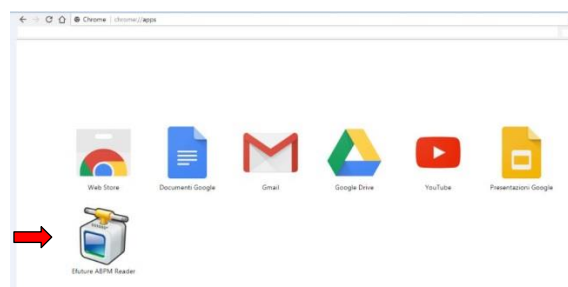 Chrome | chrome://apps
Web Store
Documenti Google
Gmail
Google Drive
YouTube
Presentazioni Google
Efuture ABPM Reader